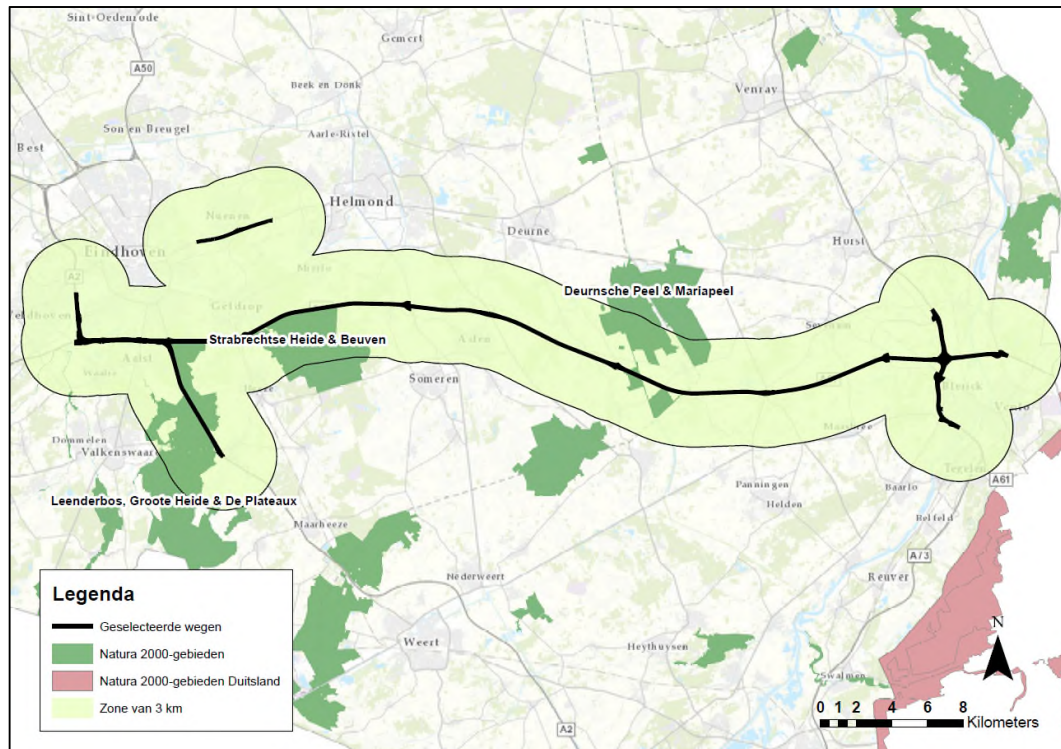 Sint-Oedenrode
Gemert
A50
Beek en Donk
Venray
Son en Breugel
Aarle-Rixtel
Best
Nuenen
Helmond
Deurne
Horst
Eindhoven
A2
Mierlo
Deurnsche Peel & Mariapeel
Geldrop
Veldhoven
Sevenum
Strabrechtse Heide & Beuven
Asten
Aalst
Waalre
Someren
Heeze
Blerick
Venlo
Maasbree
Dommelen
Valkenswaard
Tegelen
Panningen
Baarlo
A61
Leenderbos, Groote Heide & De Plateaux
Helden
Maarheeze
Belfeld
A73
Nederweert
Reuver
Legenda
Geselecteerde wegen
Natura 2000-gebieden
Natura 2000-gebieden Duitsland
Zone van 3 km
Weert
Heythuysen
N
Swalmen
A2
0 1 2 4 6 8
Kilometers